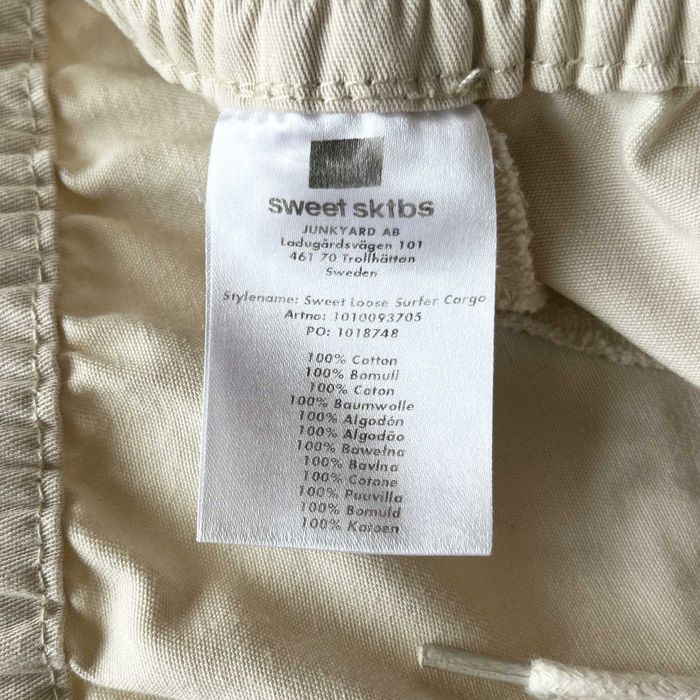 sweet sktbs
JUNKYARD AB
Ladugårdsvägen 101
461 70 Trollhättan
Sweden
Stylename: Sweet Loose Surfer Cargo
Artno: 1010093705
PO: 1018748
100% Cotton
100% Bomull
100% Coton
100% Baumwolle
100% Algodón
100% Algodão
100% Bawełna
100% Bavlna
100% Cotone
100% Puuvilla
100% Bomuld
100% Katoen